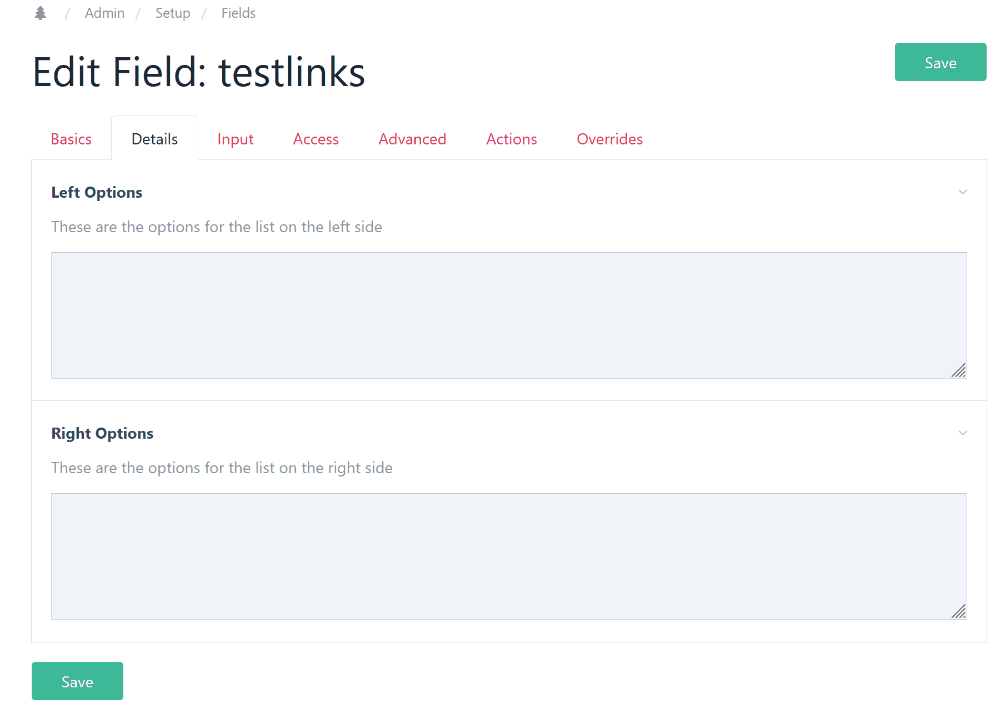 / Admin / Setup / Fields
Edit Field: testlinks
Save
Basics Details Input Access Advanced Actions Overrides
Left Options
These are the options for the list on the left side
Right Options
These are the options for the list on the right side
Save